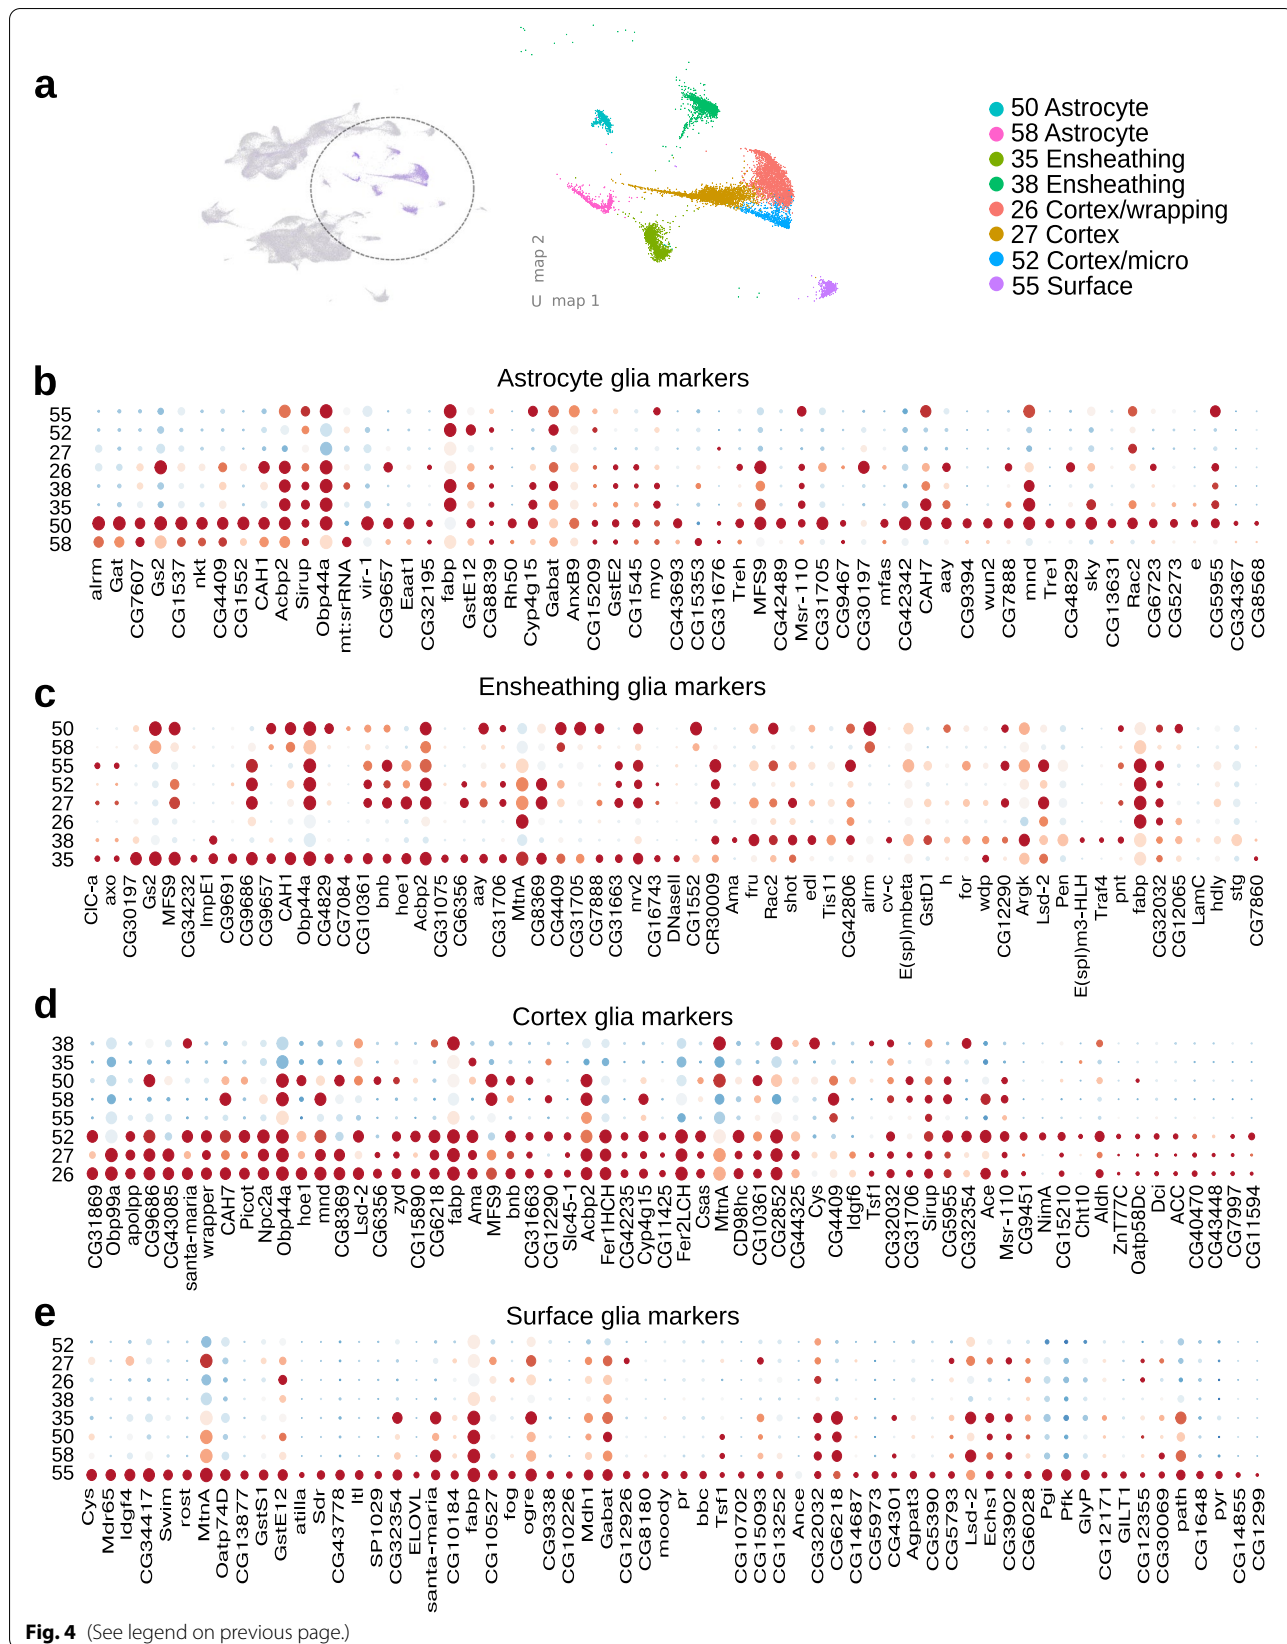 a
50 Astrocyte
58 Astrocyte
35 Ensheathing
38 Ensheathing
26 Cortex/wrapping
27 Cortex
52 Cortex/micro
55 Surface
U map 1
map 2
b
Astrocyte glia markers
55
52
27
26
38
35
50
58
alrm Gat CG7607 Gs2 CG1537 nkt CG4409 CG1552 CAH1 Acbp2 Sirup Obp44a mt:srRNA vir-1 CG9657 Eaat1 CG32195 fabp GstE12 CG8839 Rh50 Cyp4g15 Gabat AnxB9 CG15209 GstE2 CG1545 myo CG43693 CG15353 CG31676 Treh MFS9 CG42489 Msr-110 CG31705 CG9467 CG30197 mfas CG42342 CAH7 aay CG9394 wun2 CG7888 mnd Tre1 CG4829 sky CG13631 Rac2 CG6723 CG5273 e CG5955 CG34367 CG8568
c
Ensheathing glia markers
50
58
55
52
27
26
38
35
ClC-a axo CG30197 Gs2 MFS9 CG34232 ImpE1 CG9691 CG9686 CG9657 CAH1 Obp44a CG4829 CG7084 CG10361 bnb hoe1 Acbp2 CG31075 CG6356 aay CG31706 MtnA CG8369 CG4409 CG31705 CG7888 CG31663 nrv2 CG16743 DNaseII CG1552 CR30009 Ama fru Rac2 shot edl Tis11 CG42806 alrm cv-c E(spl)mbeta GstD1 h for wdp CG12290 Argk Lsd-2 Pen E(spl)m3-HLH Traf4 pnt fabp CG32032 CG12065 LamC hdly stg CG7860
d
Cortex glia markers
38
35
50
58
55
52
27
26
CG31869 Obp99a apolpp CG9686 CG43085 santa-maria wrapper CAH7 Picot Npc2a Obp44a hoe1 mnd CG8369 Lsd-2 CG6356 zyd CG15890 CG6218 fabp Ama MFS9 bnb CG31663 CG12290 Slc45-1 Acbp2 Fer1HCH CG42235 Cyp4g15 CG11425 Fer2LCH Csas MtnA CD98hc CG10361 CG2852 CG44325 Cys CG4409 Idgf6 Tsf1 CG32032 CG31706 Sirup CG5955 CG32354 Ace Msr-110 CG9451 NimA CG15210 Cht10 Aldh ZnT77C Oatp58Dc Dci ACC CG40470 CG43448 CG7997 CG11594
e
Surface glia markers
52
27
26
38
35
50
58
55
Cys Mdr65 Idgf4 CG34417 Swim rost MtnA Oatp74D CG13877 GstS1 GstE12 atilla Sdr CG43778 Itl SP1029 CG32354 ELOVL santa-maria CG10184 fabp CG10527 fog ogre CG9338 CG10226 Mdh1 Gabat CG12926 CG8180 moody pr bbc Tsf1 CG10702 CG15093 CG13252 Ance CG32032 CG6218 CG14687 CG5973 CG4301 Agpat3 CG5390 CG5793 Lsd-2 Echs1 CG3902 CG6028 Pgi Pfk GlyP CG12171 GILT1 CG12355 CG30069 path CG1648 pyr CG14855 CG1263
Fig. 4 (See legend on previous page.)